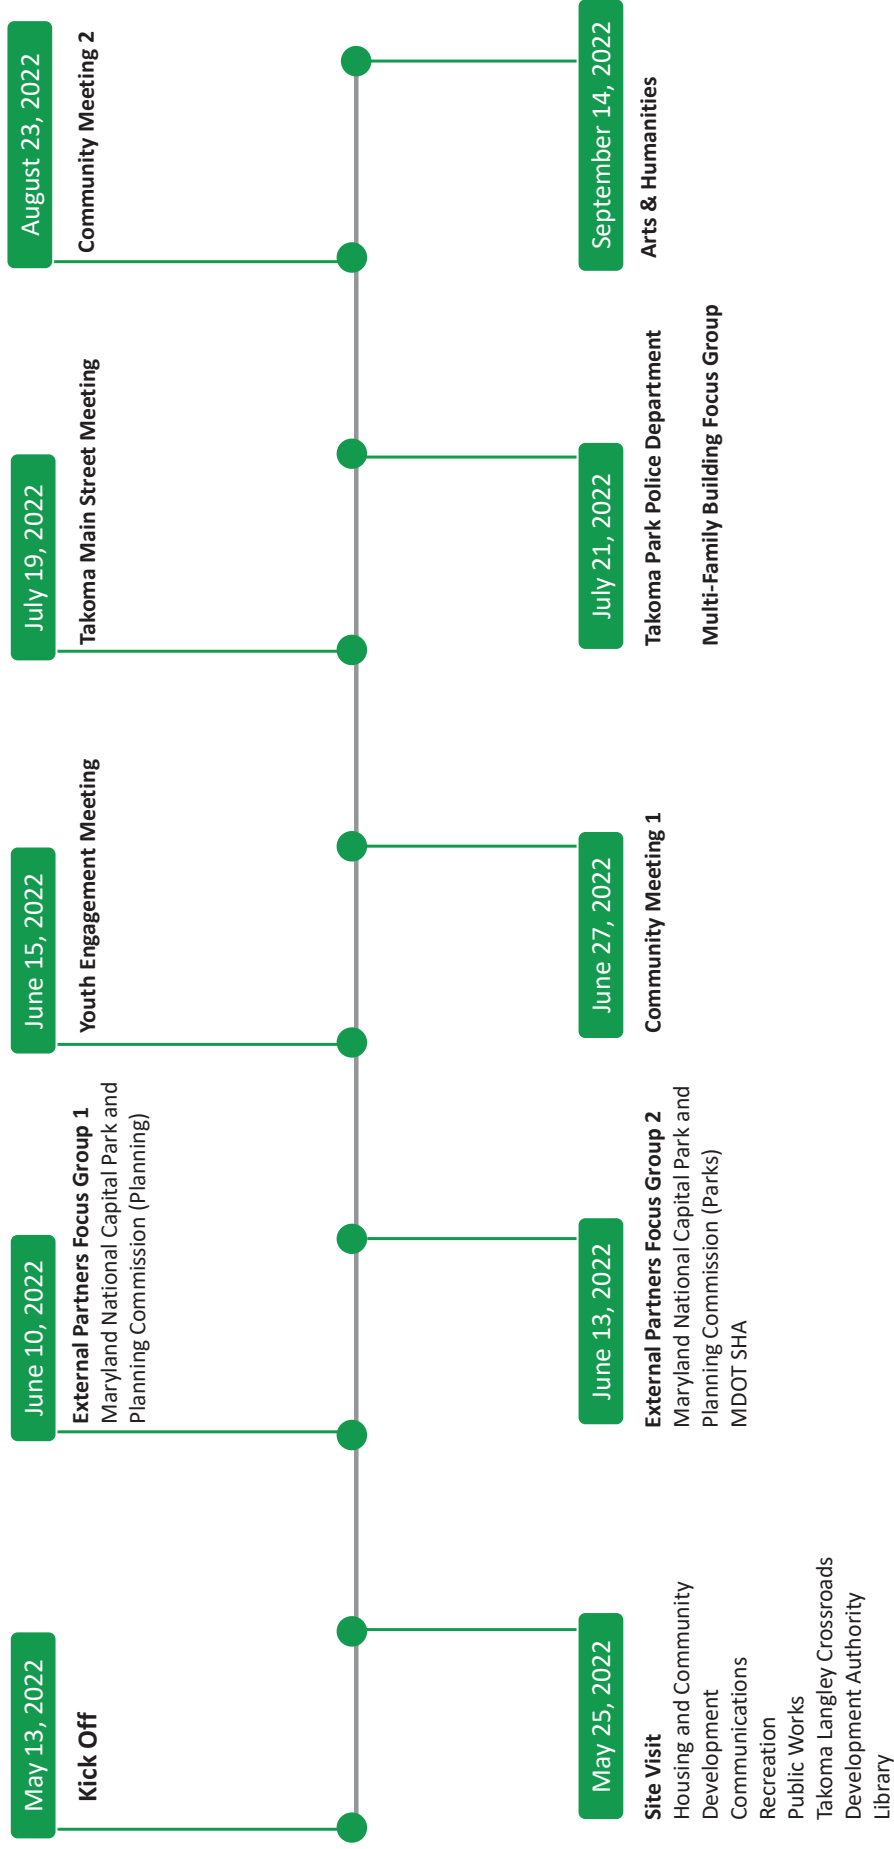 May 13, 2022
Kick Off
May 25, 2022
Site Visit
Housing and Community
Development
Communications
Recreation
Public Works
Takoma Langley Crossroads
Development Authority
Library
June 10, 2022
External Partners Focus Group 1
Maryland National Capital Park and
Planning Commission (Planning)
June 13, 2022
External Partners Focus Group 2
Maryland National Capital Park and
Planning Commission (Parks)
MDOT SHA
June 15, 2022
Youth Engagement Meeting
June 27, 2022
Community Meeting 1
July 19, 2022
Takoma Main Street Meeting
July 21, 2022
Takoma Park Police Department
Multi-Family Building Focus Group
August 23, 2022
Community Meeting 2
September 14, 2022
Arts & Humanities